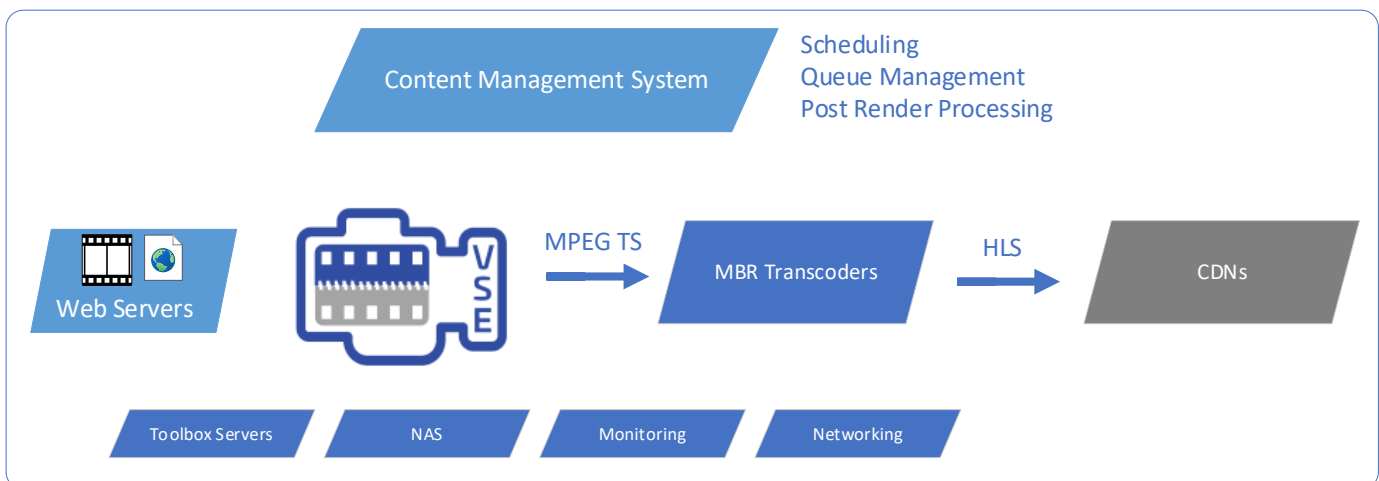 Content Management System
Scheduling
Queue Management
Post Render Processing
Web Servers
VSE
MPEG TS
MBR Transcoders
HLS
CDNs
Toolbox Servers
NAS
Monitoring
Networking